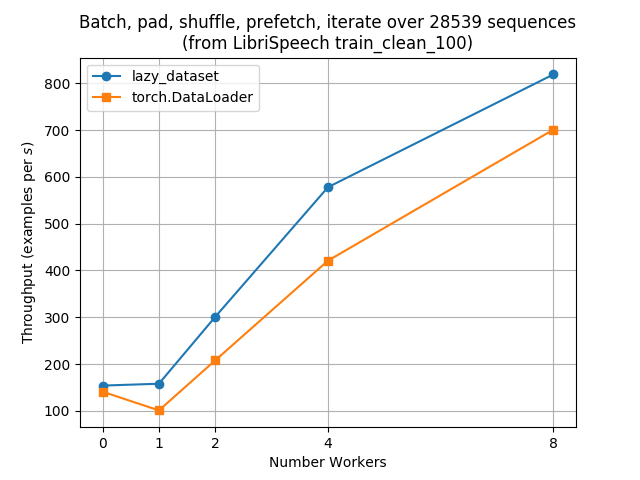 Batch, pad, shuffle, prefetch, iterate over 28539 sequences
(from LibriSpeech train_clean_100)
lazy_dataset
torch.DataLoader
Throughput (examples per s)
800
700
600
500
400
300
200
100
0 1 2 4 8
Number Workers